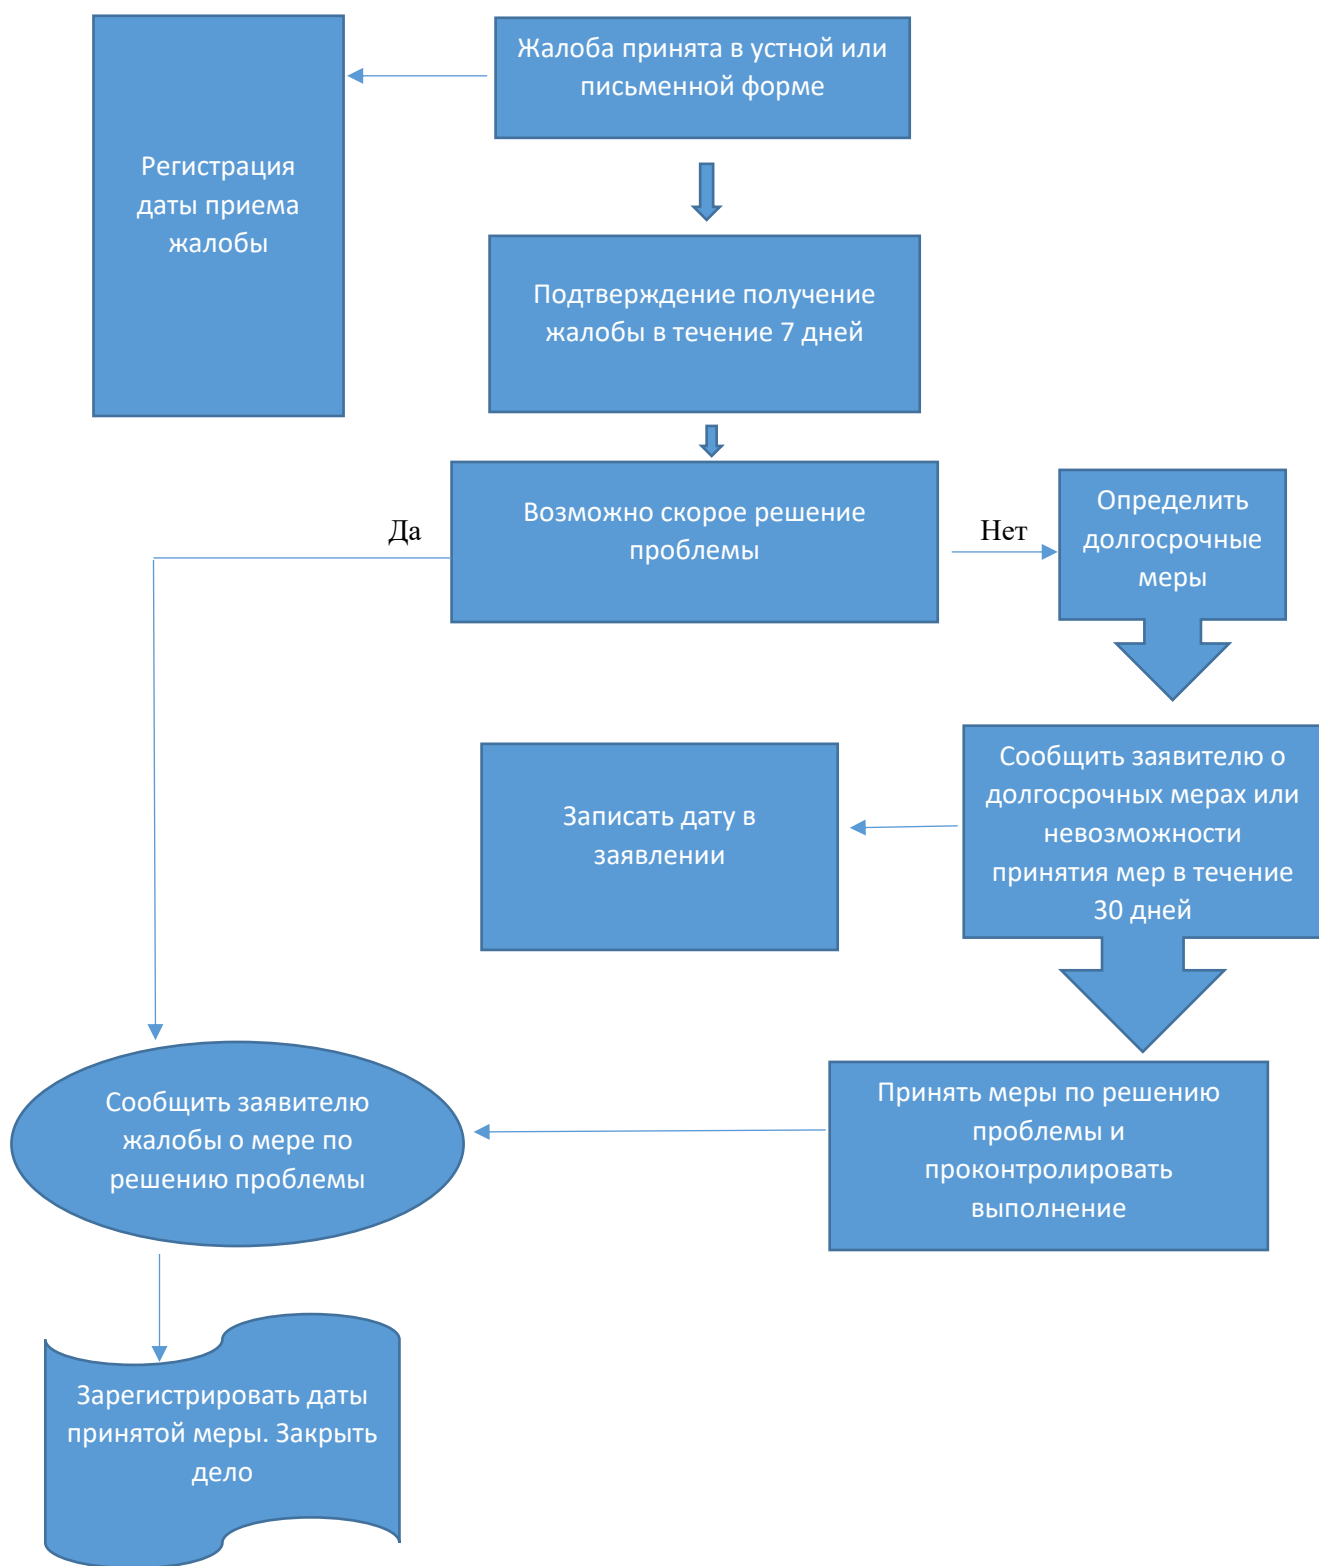 Жалоба принята в устной или
письменной форме
Регистрация
даты приема
жалобы
Подтверждение получение
жалобы в течение 7 дней
Возможно скорое решение
проблемы
Да
Нет
Определить
долгосрочные
меры
Сообщить заявителю о
долгосрочных мерах или
невозможности
принятия мер в течение
30 дней
Записать дату в
заявлении
Принять меры по решению
проблемы и
проконтролировать
выполнение
Сообщить заявителю
жалобы о мере по
решению проблемы
Зарегистрировать даты
принятой меры. Закрыть
дело